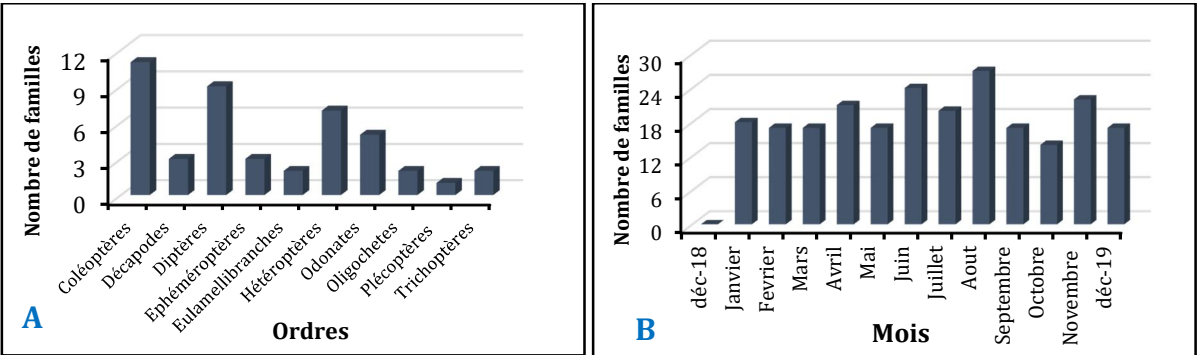 Nombre de familles
12
9
6
3
0
Coléoptères
Décapodes
Diptères
Ephéméroptères
Eulamellibranches
Hétéroptères
Odonates
Oligochetes
Plécoptères
Trichoptères
A
Ordres
Nombre de familles
30
24
18
12
6
0
déc-18
Janvier
Fevrier
Mars
Avril
Mai
Juin
Juillet
Aout
Septembre
Octobre
Novembre
déc-19
B
Mois